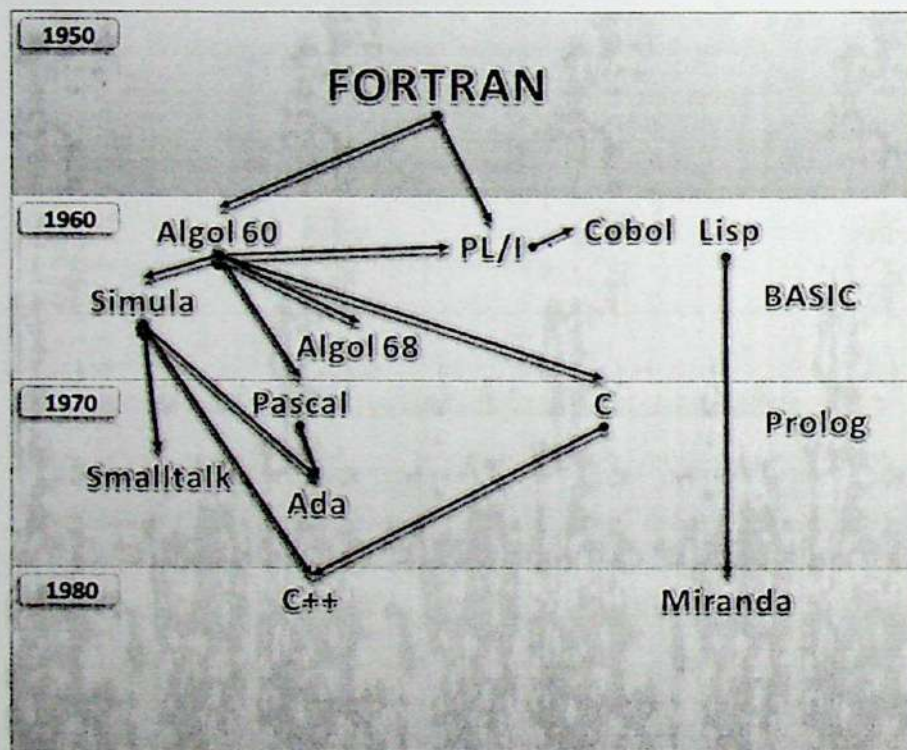 1950
FORTRAN
1960
Algol 60
PL/I
Cobol
Lisp
Simula
BASIC
Algol 68
1970
Pascal
C
Prolog
Smalltalk
Ada
1980
C++
Miranda